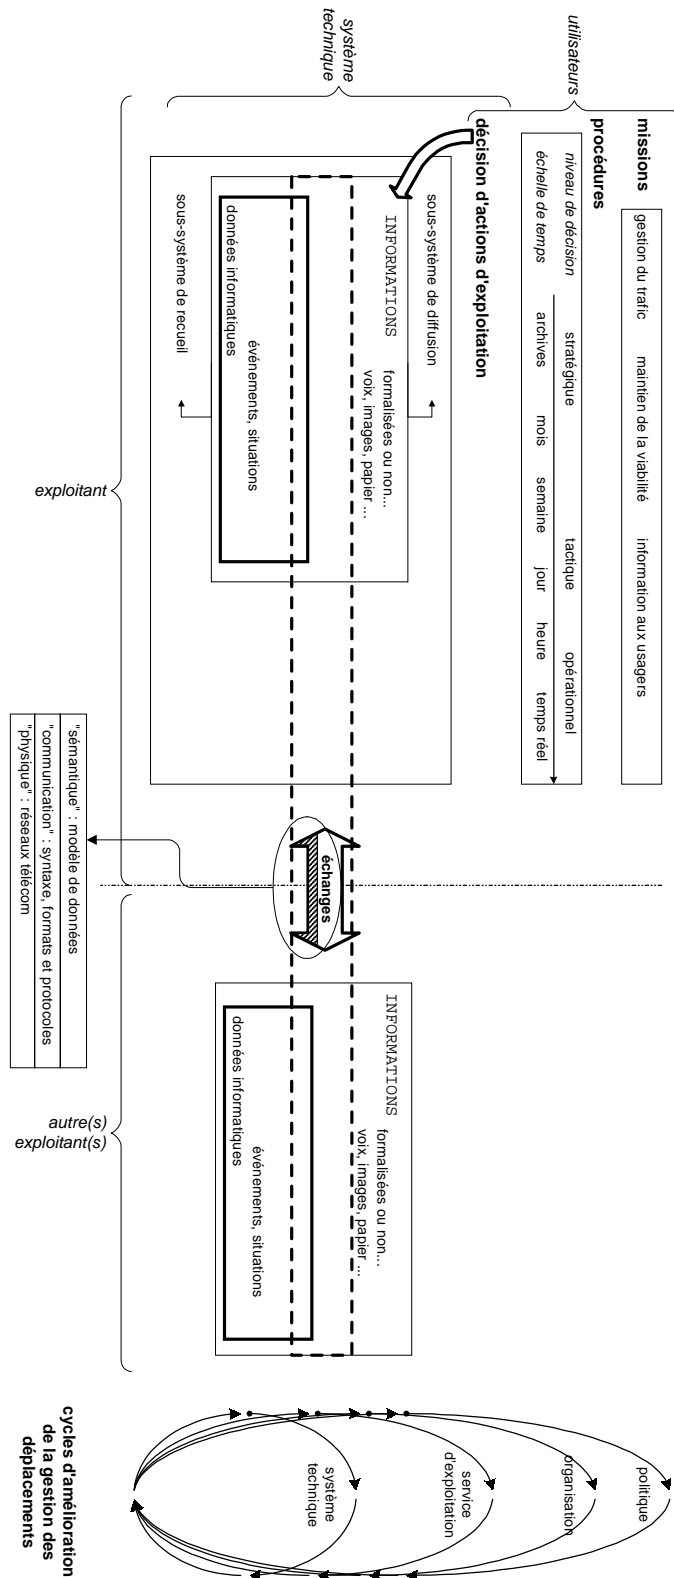 utilisateurs
missions
gestion du trafic maintien de la viabilité information aux usagers
procédures
niveau de décision stratégique tactique opérationnel
échelle de temps archives mois semaine jour heure temps réel
décision d'actions d'exploitation
système
technique
sous-système de diffusion
INFORMATIONS formalisées ou non...
voix, images, papier ...
événements, situations
données informatiques
sous-système de recueil
échanges
INFORMATIONS formalisées ou non...
voix, images, papier ...
événements, situations
données informatiques
exploitant
autre(s)
exploitant(s)
"sémantique" : modèle de données
"communication" : syntaxe, formats et protocoles
"physique" : réseaux télécom
politique
organisation
service
d'exploitation
système
technique
cycles d'amélioration
de la gestion des
déplacements